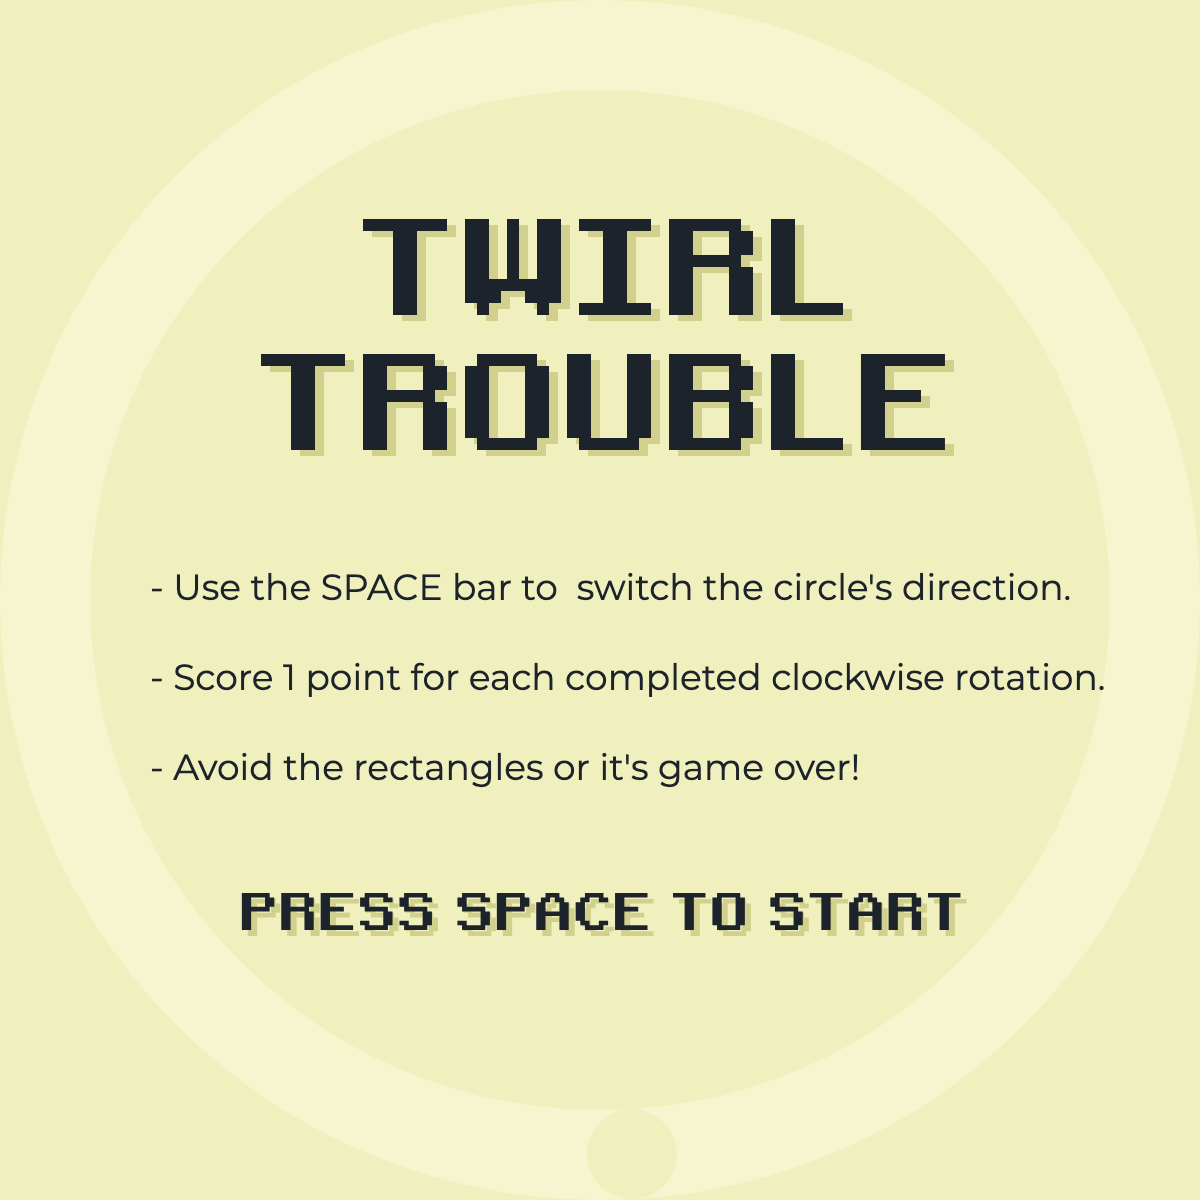 TWIRL
TROUBLE
- Use the SPACE bar to  switch the circle's direction.
- Score 1 point for each completed clockwise rotation.
- Avoid the rectangles or it's game over!
PRESS SPACE TO START